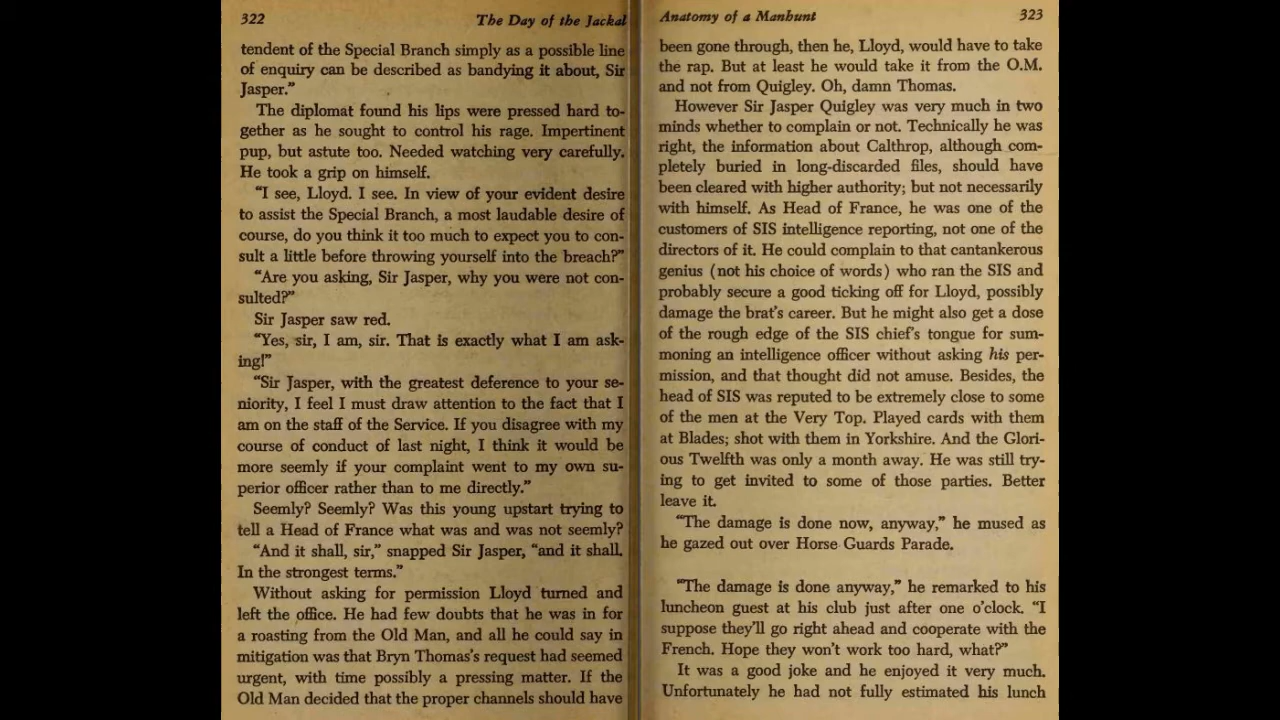 322
The Day of the Jackal
tendent of the Special Branch simply as a possible line
of enquiry can be described as bandying it about, Sir
Jasper.”
The diplomat found his lips were pressed hard to-
gether as he sought to control his rage. Impertinent
pup, but astute too. Needed watching very carefully.
He took a grip on himself.
“I see, Lloyd. I see. In view of your evident desire
to assist the Special Branch, a most laudable desire of
course, do you think it too much to expect you to con-
sult a little before throwing yourself into the breach?”
“Are you asking, Sir Jasper, why you were not con-
sulted?”
Sir Jasper saw red.
“Yes, sir, I am, sir. That is exactly what I am ask-
ing!”
“Sir Jasper, with the greatest deference to your se-
niority, I feel I must draw attention to the fact that I
am on the staff of the Service. If you disagree with my
course of conduct of last night, I think it would be
more seemly if your complaint went to my own su-
perior officer rather than to me directly.”
Seemly? Seemly? Was this young upstart trying to
tell a Head of France what was and was not seemly?
“And it shall, sir,” snapped Sir Jasper, “and it shall.
In the strongest terms.”
Without asking for permission Lloyd turned and
left the office. He had few doubts that he was in for
a roasting from the Old Man, and all he could say in
mitigation was that Bryn Thomas’s request had seemed
urgent, with time possibly a pressing matter. If the
Old Man decided that the proper channels should have
Anatomy of a Manhunt
323
been gone through, then he, Lloyd, would have to take
the rap. But at least he would take it from the O.M.
and not from Quigley. Oh, damn Thomas.
However Sir Jasper Quigley was very much in two
minds whether to complain or not. Technically he was
right, the information about Calthrop, although com-
pletely buried in long-discarded files, should have
been cleared with higher authority; but not necessarily
with himself. As Head of France, he was one of the
customers of SIS intelligence reporting, not one of the
directors of it. He could complain to that cantankerous
genius (not his choice of words) who ran the SIS and
probably secure a good ticking off for Lloyd, possibly
damage the brat’s career. But he might also get a dose
of the rough edge of the SIS chief’s tongue for sum-
moning an intelligence officer without asking his per-
mission, and that thought did not amuse. Besides, the
head of SIS was reputed to be extremely close to some
of the men at the Very Top. Played cards with them
at Blades; shot with them in Yorkshire. And the Glori-
ous Twelfth was only a month away. He was still try-
ing to get invited to some of those parties. Better
leave it.
“The damage is done now, anyway,” he mused as
he gazed out over Horse Guards Parade.
“The damage is done anyway,” he remarked to his
luncheon guest at his club just after one o’clock. “I
suppose they’ll go right ahead and cooperate with the
French. Hope they won’t work too hard, what?”
It was a good joke and he enjoyed it very much.
Unfortunately he had not fully estimated his lunch